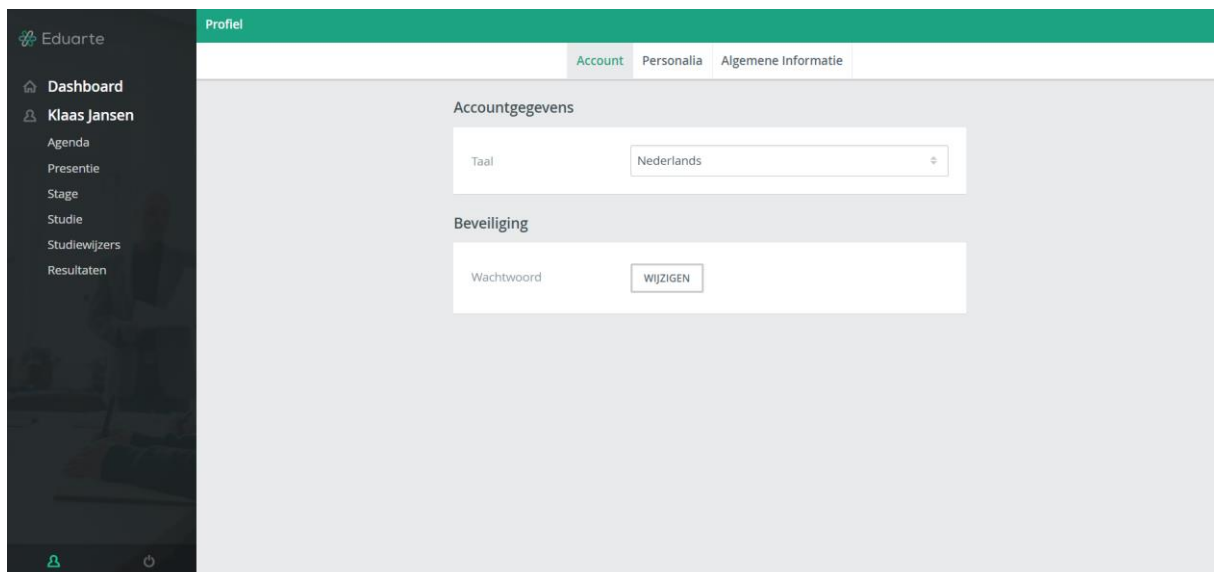 Eduarte
Dashboard
Klaas Jansen
Agenda
Presentie
Stage
Studie
Studiewijzers
Resultaten
Profiel
Account Personalia Algemene Informatie
Accountgegevens
Taal Nederlands
Beveiliging
Wachtwoord WIJZIGEN